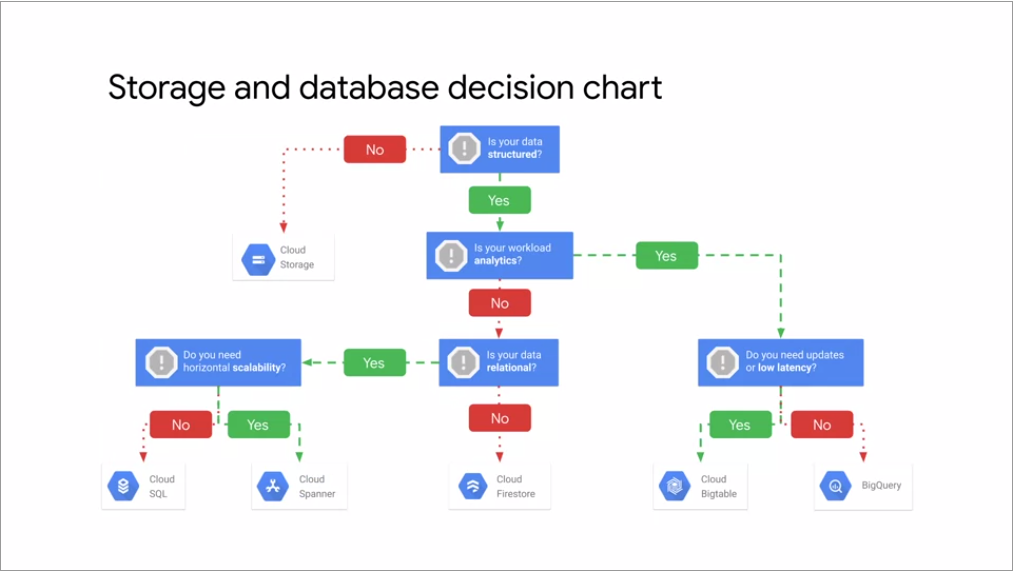 Storage and database decision chart
No
Is your data
structured?
Yes
Cloud
Storage
Is your workload
analytics?
Yes
No
Do you need
horizontal scalability?
Yes
Is your data
relational?
Do you need updates
or low latency?
No
Yes
No
Yes
No
Cloud
SQL
Cloud
Spanner
Cloud
Firestore
Cloud
Bigtable
BigQuery